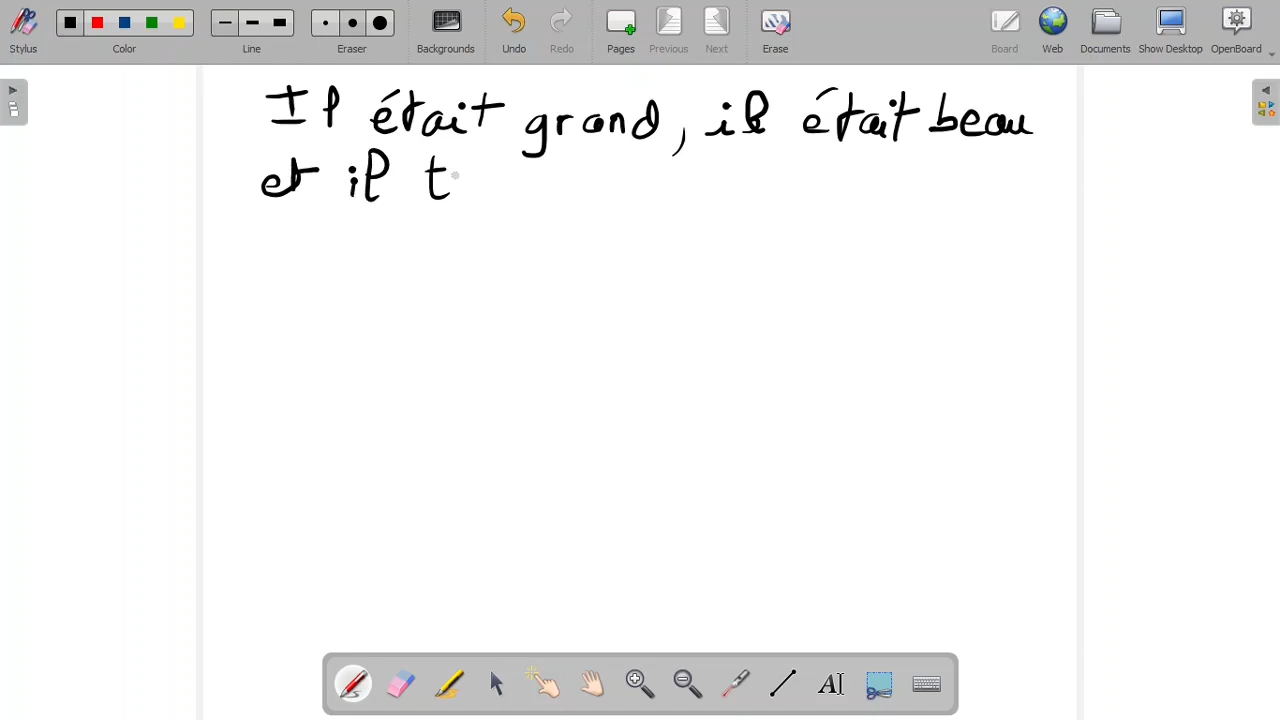 Stylus Color Line Eraser Backgrounds Undo Redo Pages Previous Next Erase Board Web Documents Show Desktop OpenBoard
Il était grand, il était beau
et il t